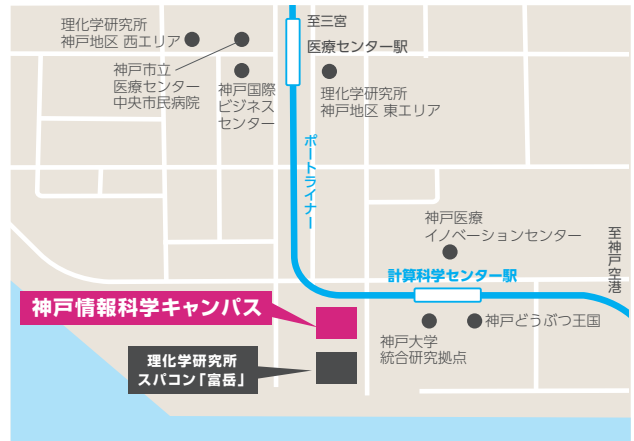 理化学研究所
神戸地区 西エリア
神戸市立
医療センター
中央市民病院
神戸国際
ビジネス
センター
至三宮
医療センター駅
理化学研究所
神戸地区 東エリア
ポートライナー
神戸医療
イノベーションセンター
至神戸空港
計算科学センター駅
神戸情報科学キャンパス
神戸どうぶつ王国
神戸大学
統合研究拠点
理化学研究所
スパコン「富岳」